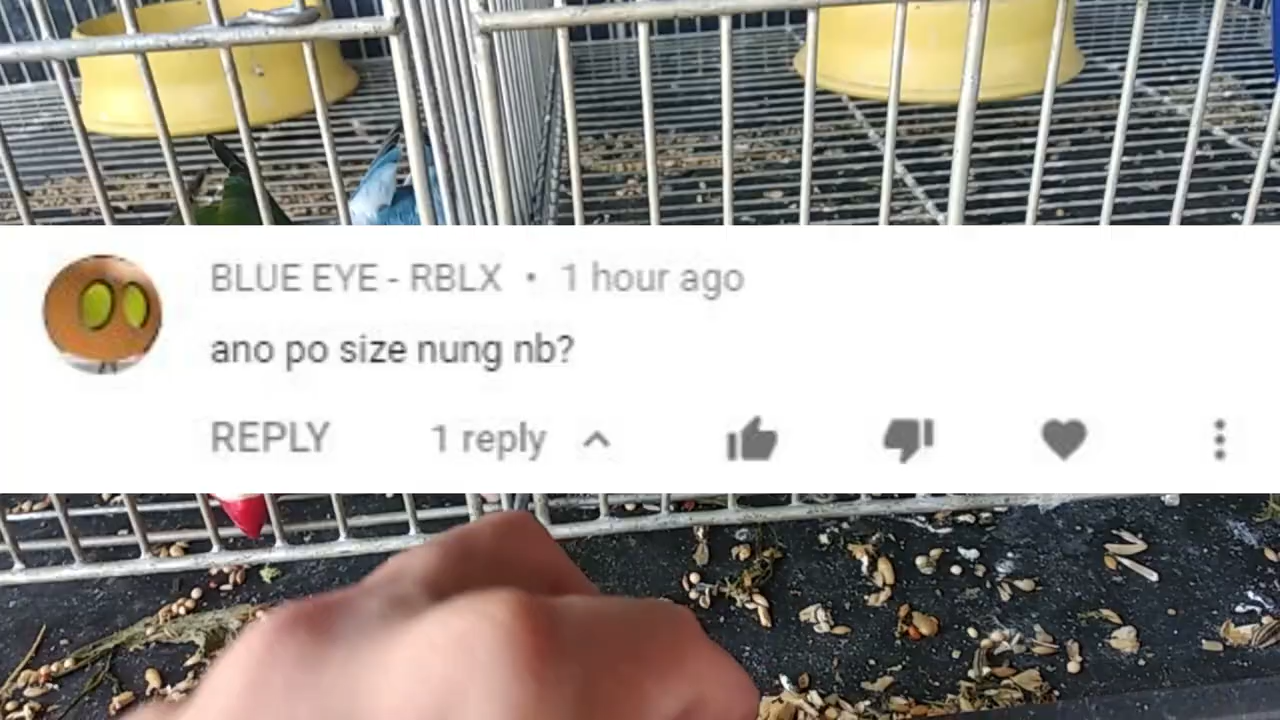 BLUE EYE - RBLX • 1 hour ago
ano po size nung nb?
REPLY 1 reply